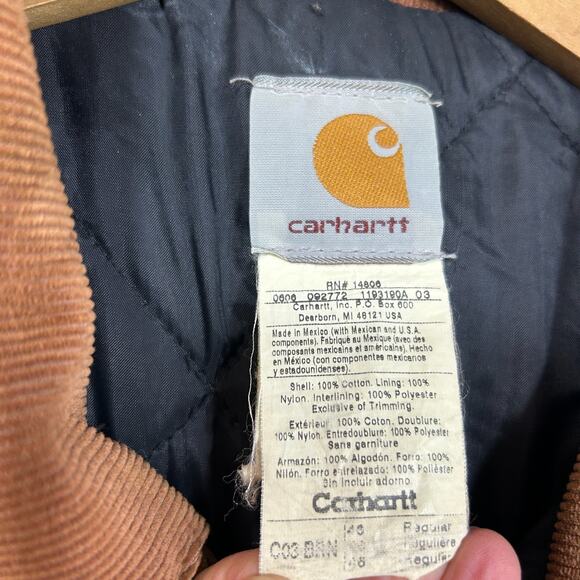 carhartt
RN# 14806
0606 092772 1193190A 03
Carhartt, Inc. P.O. Box 600
Dearborn, MI 48121 USA
Made in Mexico (with Mexican and U.S.A.
components). Fabriqué au Mexique (avec des
composants mexicains et américains). Hecho
en México (con componentes mexicanos
y estadounidenses).
Shell: 100% Cotton. Lining: 100%
Nylon. Interlining: 100% Polyester
Exclusive of Trimming.
Extérieur: 100% Coton. Doublure:
100% Nylon. Entredoublure: 100% Polyester
Sans garniture
Armazón: 100% Algodón. Forro: 100%
Nilón. Forro entrelazado: 100% Poliéster
Sin incluir adorno.
Carhartt
46 Regular
C03 BRN Régulière
46 Regular